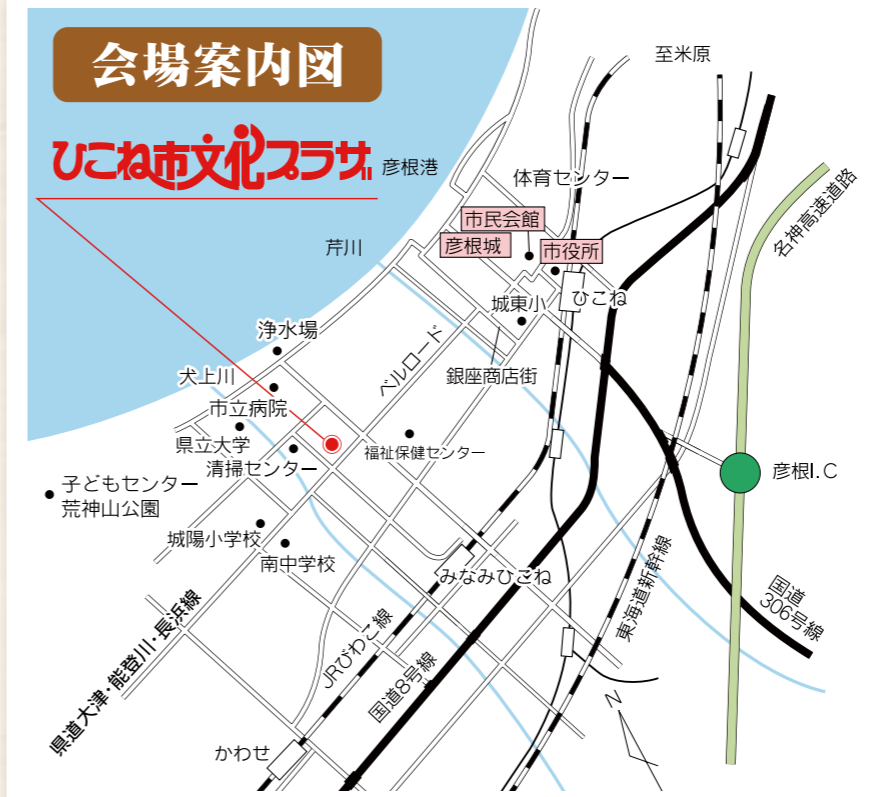 会場案内図
ひこね市文化プラザ
至米原
彦根港
体育センター
名神高速道路
市民会館
彦根城
市役所
芹川
ひこね
城東小
浄水場
ベルロード
銀座商店街
犬上川
市立病院
県立大学
福祉保健センター
清掃センター
彦根I.C
子どもセンター
荒神山公園
城陽小学校
南中学校
みなみひこね
東海道新幹線
国道
306号線
県道大津・能登川・長浜線
JRびわこ線
国道8号線
N
かわせ